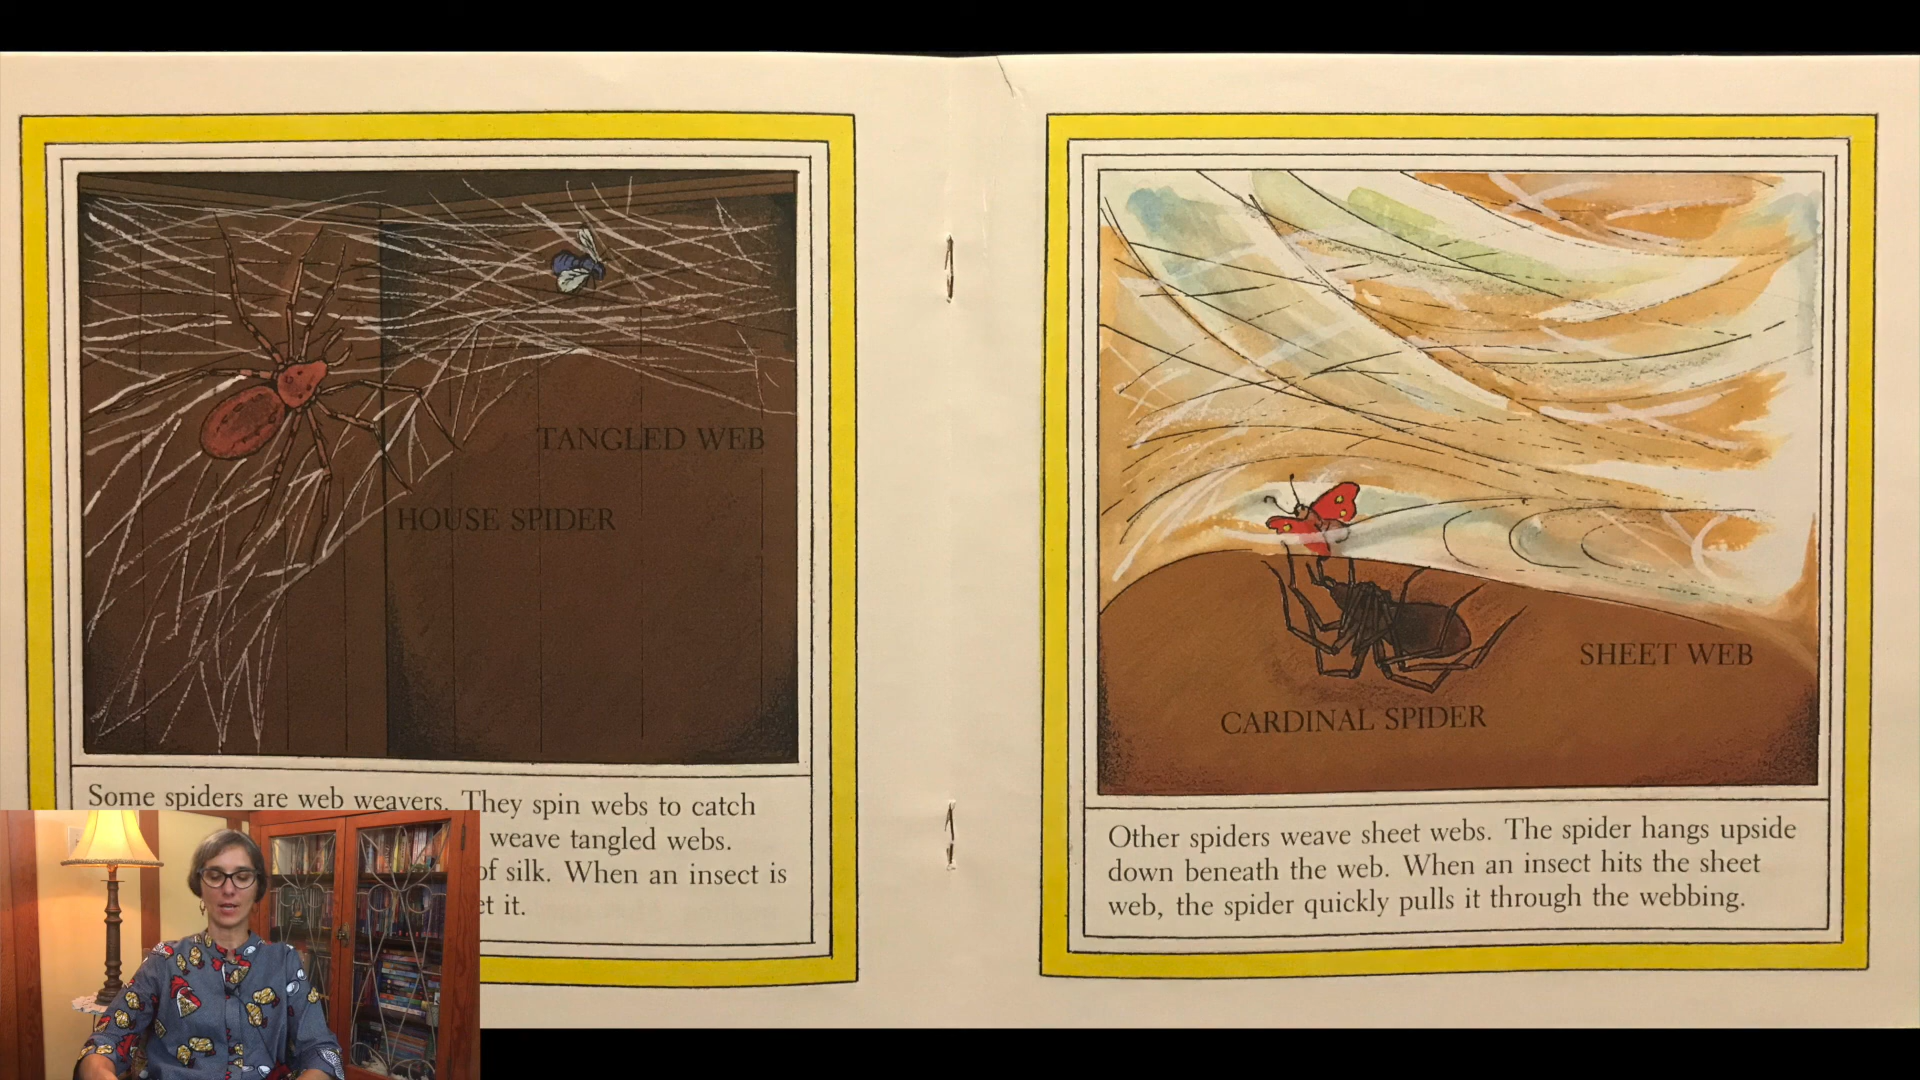 TANGLED WEB
HOUSE SPIDER
Some spiders are web weavers. They spin webs to catch
weave tangled webs.
of silk. When an insect is
et it.
SHEET WEB
CARDINAL SPIDER
Other spiders weave sheet webs. The spider hangs upside
down beneath the web. When an insect hits the sheet
web, the spider quickly pulls it through the webbing.